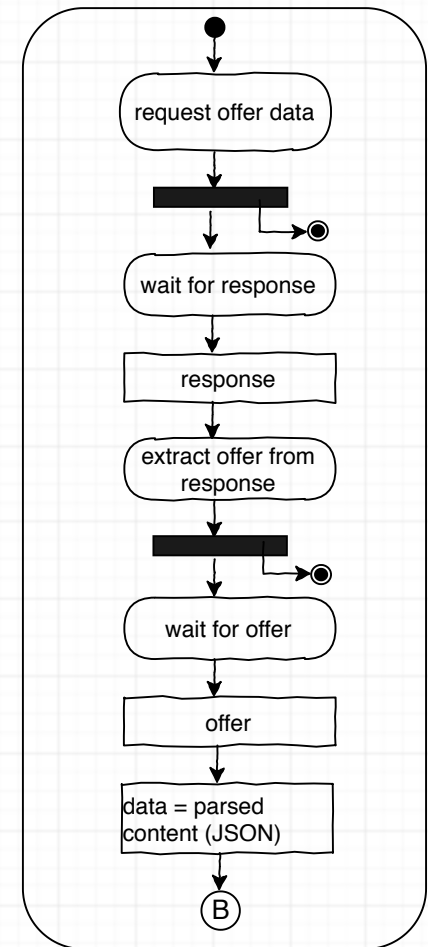 request offer data
wait for response
response
extract offer from
response
wait for offer
offer
data = parsed
content (JSON)
B